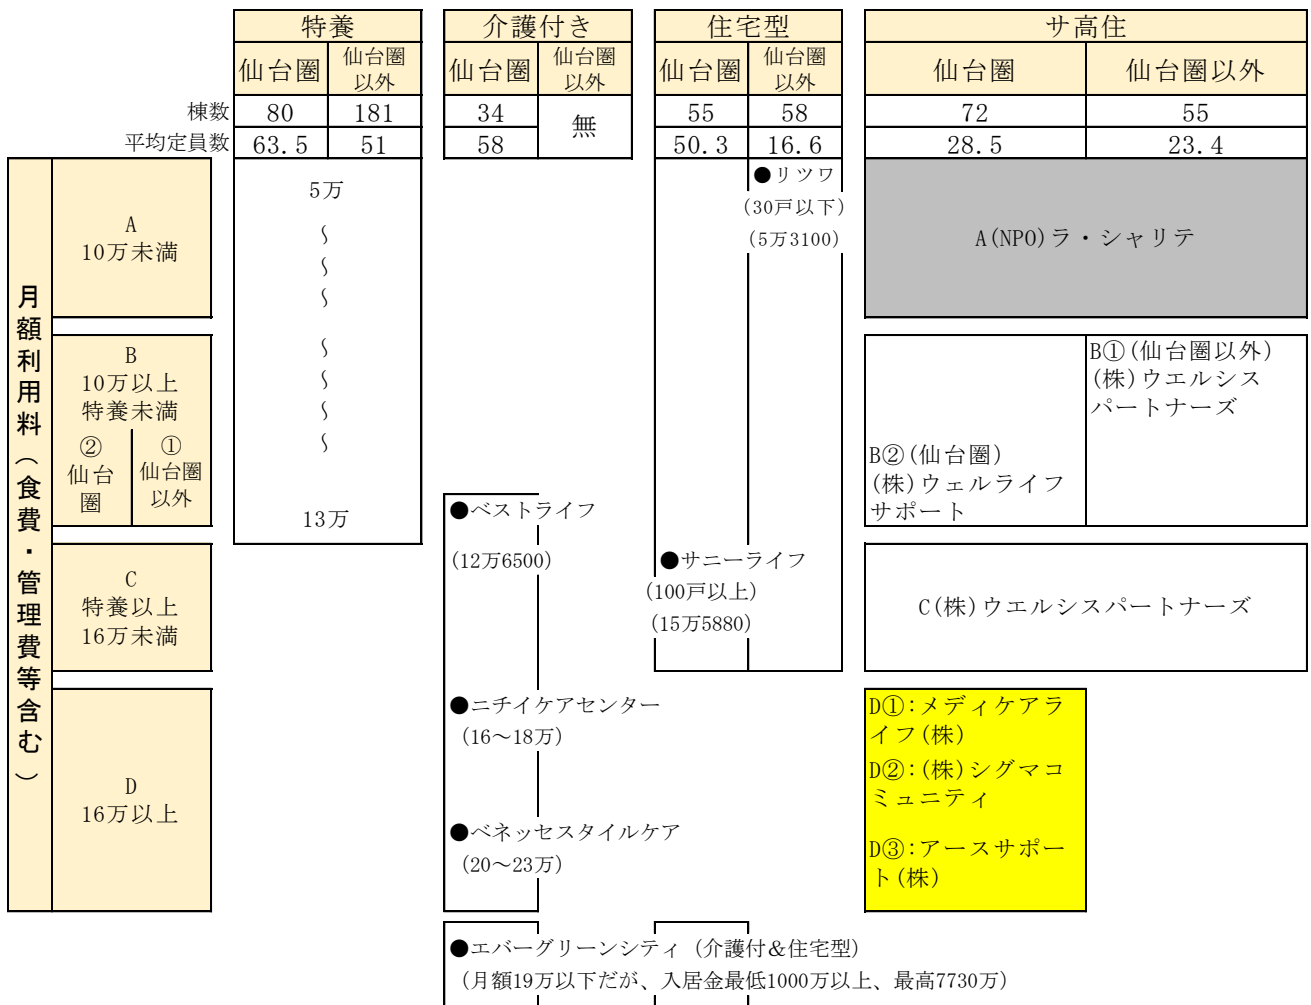 特養
介護付き
住宅型
サ高住
仙台圏
仙台圏
以外
仙台圏
仙台圏
以外
仙台圏
仙台圏
以外
仙台圏
仙台圏以外
棟数
80
181
34
無
55
58
72
55
平均定員数
63.5
51
58
50.3
16.6
28.5
23.4
月額利用料(食費・管理費等含む)
A
10万未満
5万
~
~
~
~
~
~
~
13万
●リツワ
(30戸以下)
(5万3100)
A(NPO)ラ・シャリテ
B
10万以上
特養未満
②
仙台
圏
①
仙台圏
以外
B①(仙台圏以外)
(株)ウエルシス
パートナーズ
B②(仙台圏)
(株)ウェルライフ
サポート
●ベストライフ
(12万6500)
C
特養以上
16万未満
●サニーライフ
(100戸以上)
(15万5880)
C(株)ウエルシスパートナーズ
D
16万以上
●ニチイケアセンター
(16～18万)
●ベネッセスタイルケア
(20～23万)
D①:メディケアラ
イフ(株)
D②:(株)シグマコ
ミュニティ
D③:アースサポー
ト(株)
●エバーグリーンシティ(介護付&住宅型)
(月額19万以下だが、入居金最低1000万以上、最高7730万)